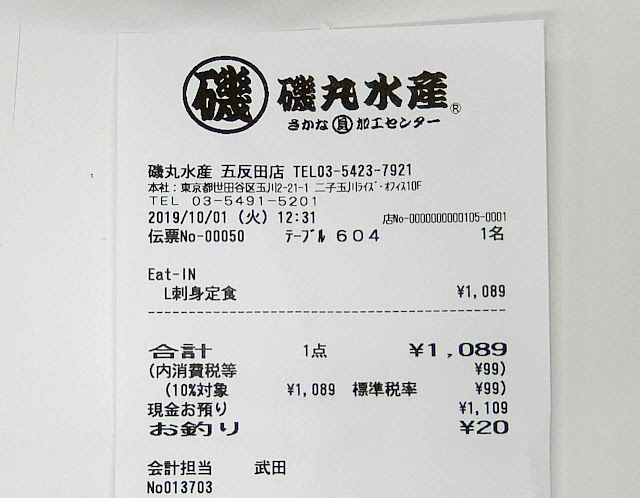 磯 磯丸水産®
さかな 貝 加工センター
磯丸水産 五反田店 TEL03-5423-7921
本社：東京都世田谷区玉川2-21-1 二子玉川ﾗｲｽﾞ･ｵﾌｨｽ10F
TEL 03-5491-5201
2019/10/01 (火) 12:31 店No-0000000000105-0001
伝票No-00050 ﾃｰﾌﾞﾙ 604 1名
Eat-IN
L刺身定食 ¥1,089
合計 1点 ¥1,089
(内消費税等 ¥99)
(10%対象 ¥1,089 標準税率 ¥99)
現金お預り ¥1,109
お釣り ¥20
会計担当 武田
No013703